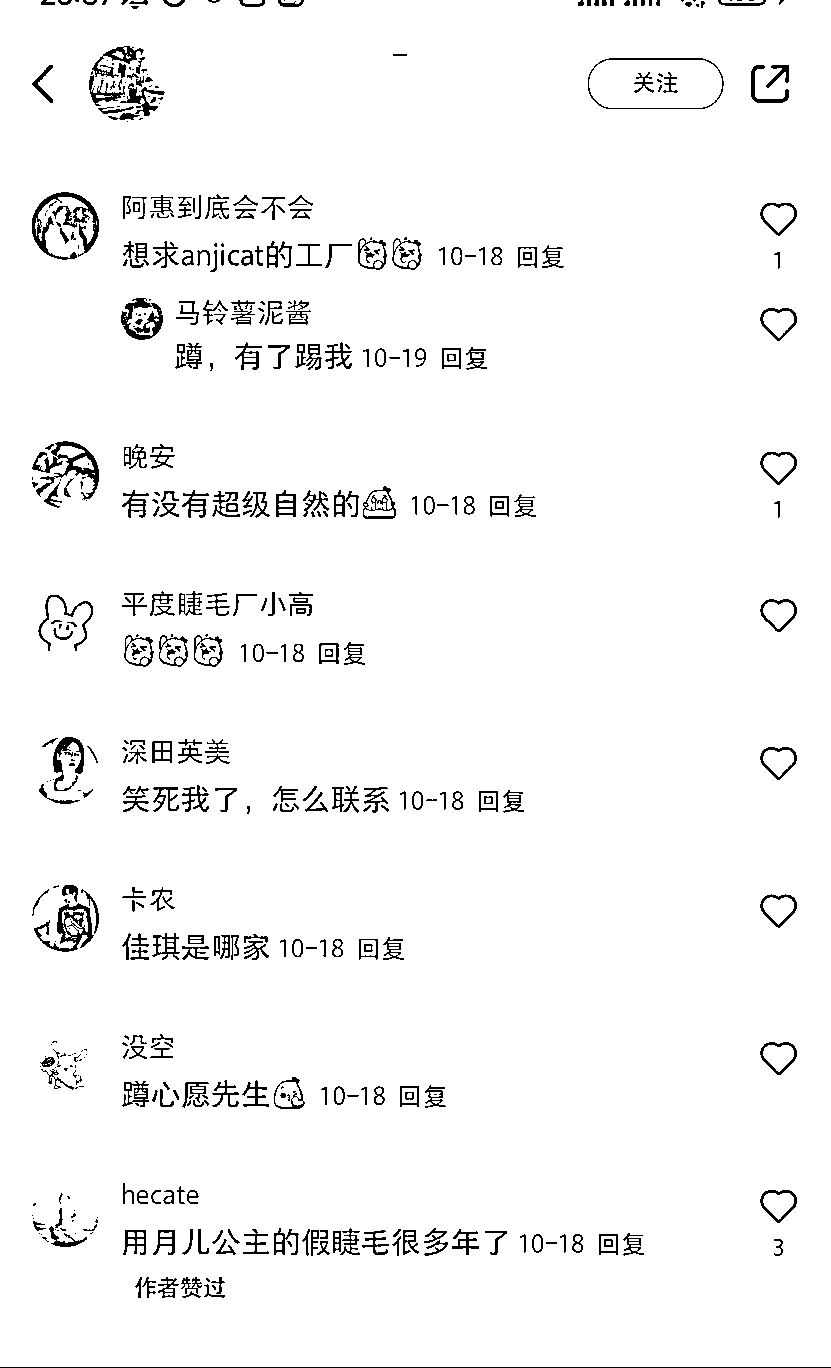 关注
阿惠到底会不会
想求anjicat的工厂 10-18 回复
1
马铃薯泥酱
蹲，有了踢我 10-19 回复
晚安
有没有超级自然的 10-18 回复
1
平度睫毛厂小高
10-18 回复
深田英美
笑死我了，怎么联系 10-18 回复
卡农
佳琪是哪家 10-18 回复
没空
蹲心愿先生 10-18 回复
hecate
用月儿公主的假睫毛很多年了 10-18 回复
3
作者赞过